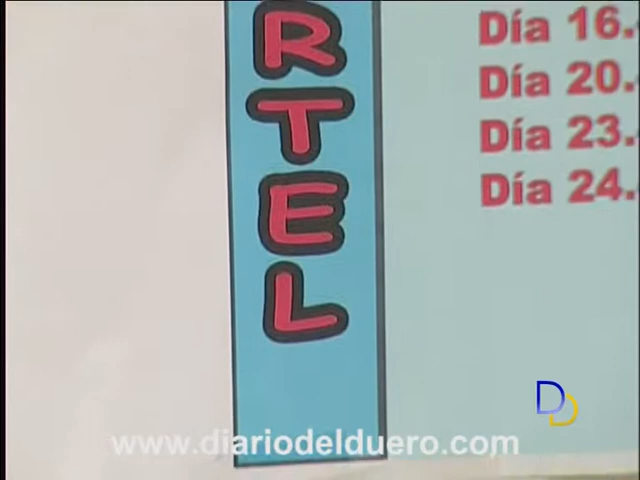 RTEL
Día 16.
Día 20.
Día 23.
Día 24.
DD
www.diariodelduero.com